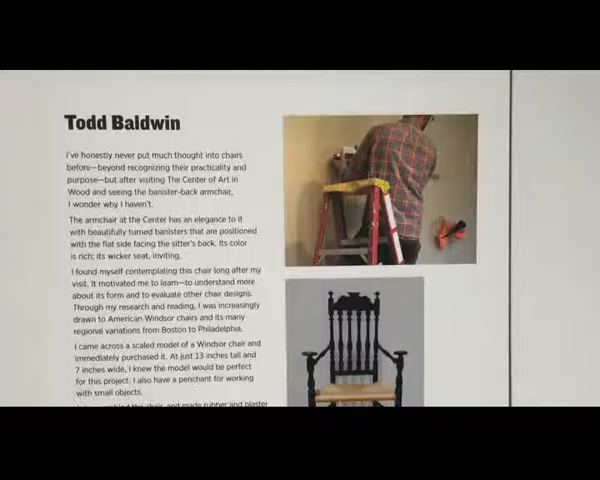 Todd Baldwin
I've honestly never put much thought into chairs
before—beyond recognizing their practicality and
purpose—but after visiting The Center of Art in
Wood and seeing the banister-back armchair,
I wonder why I haven't.
The armchair at the Center has an elegance to it
with beautifully turned banisters that are positioned
with the flat side facing the sitter's back. Its color
is rich; its wicker seat, inviting.
I found myself contemplating this chair long after my
visit. It motivated me to learn—to understand more
about its form and to evaluate other chair designs.
Through my research and reading, I was increasingly
drawn to American Windsor chairs and its many
regional variations from Boston to Philadelphia.
I came across a scaled model of a Windsor chair and
immediately purchased it. At just 13 inches tall and
7 inches wide, I knew the model would be perfect
for this project. I also have a penchant for working
with small objects.
the chair, and made rubber and plaster